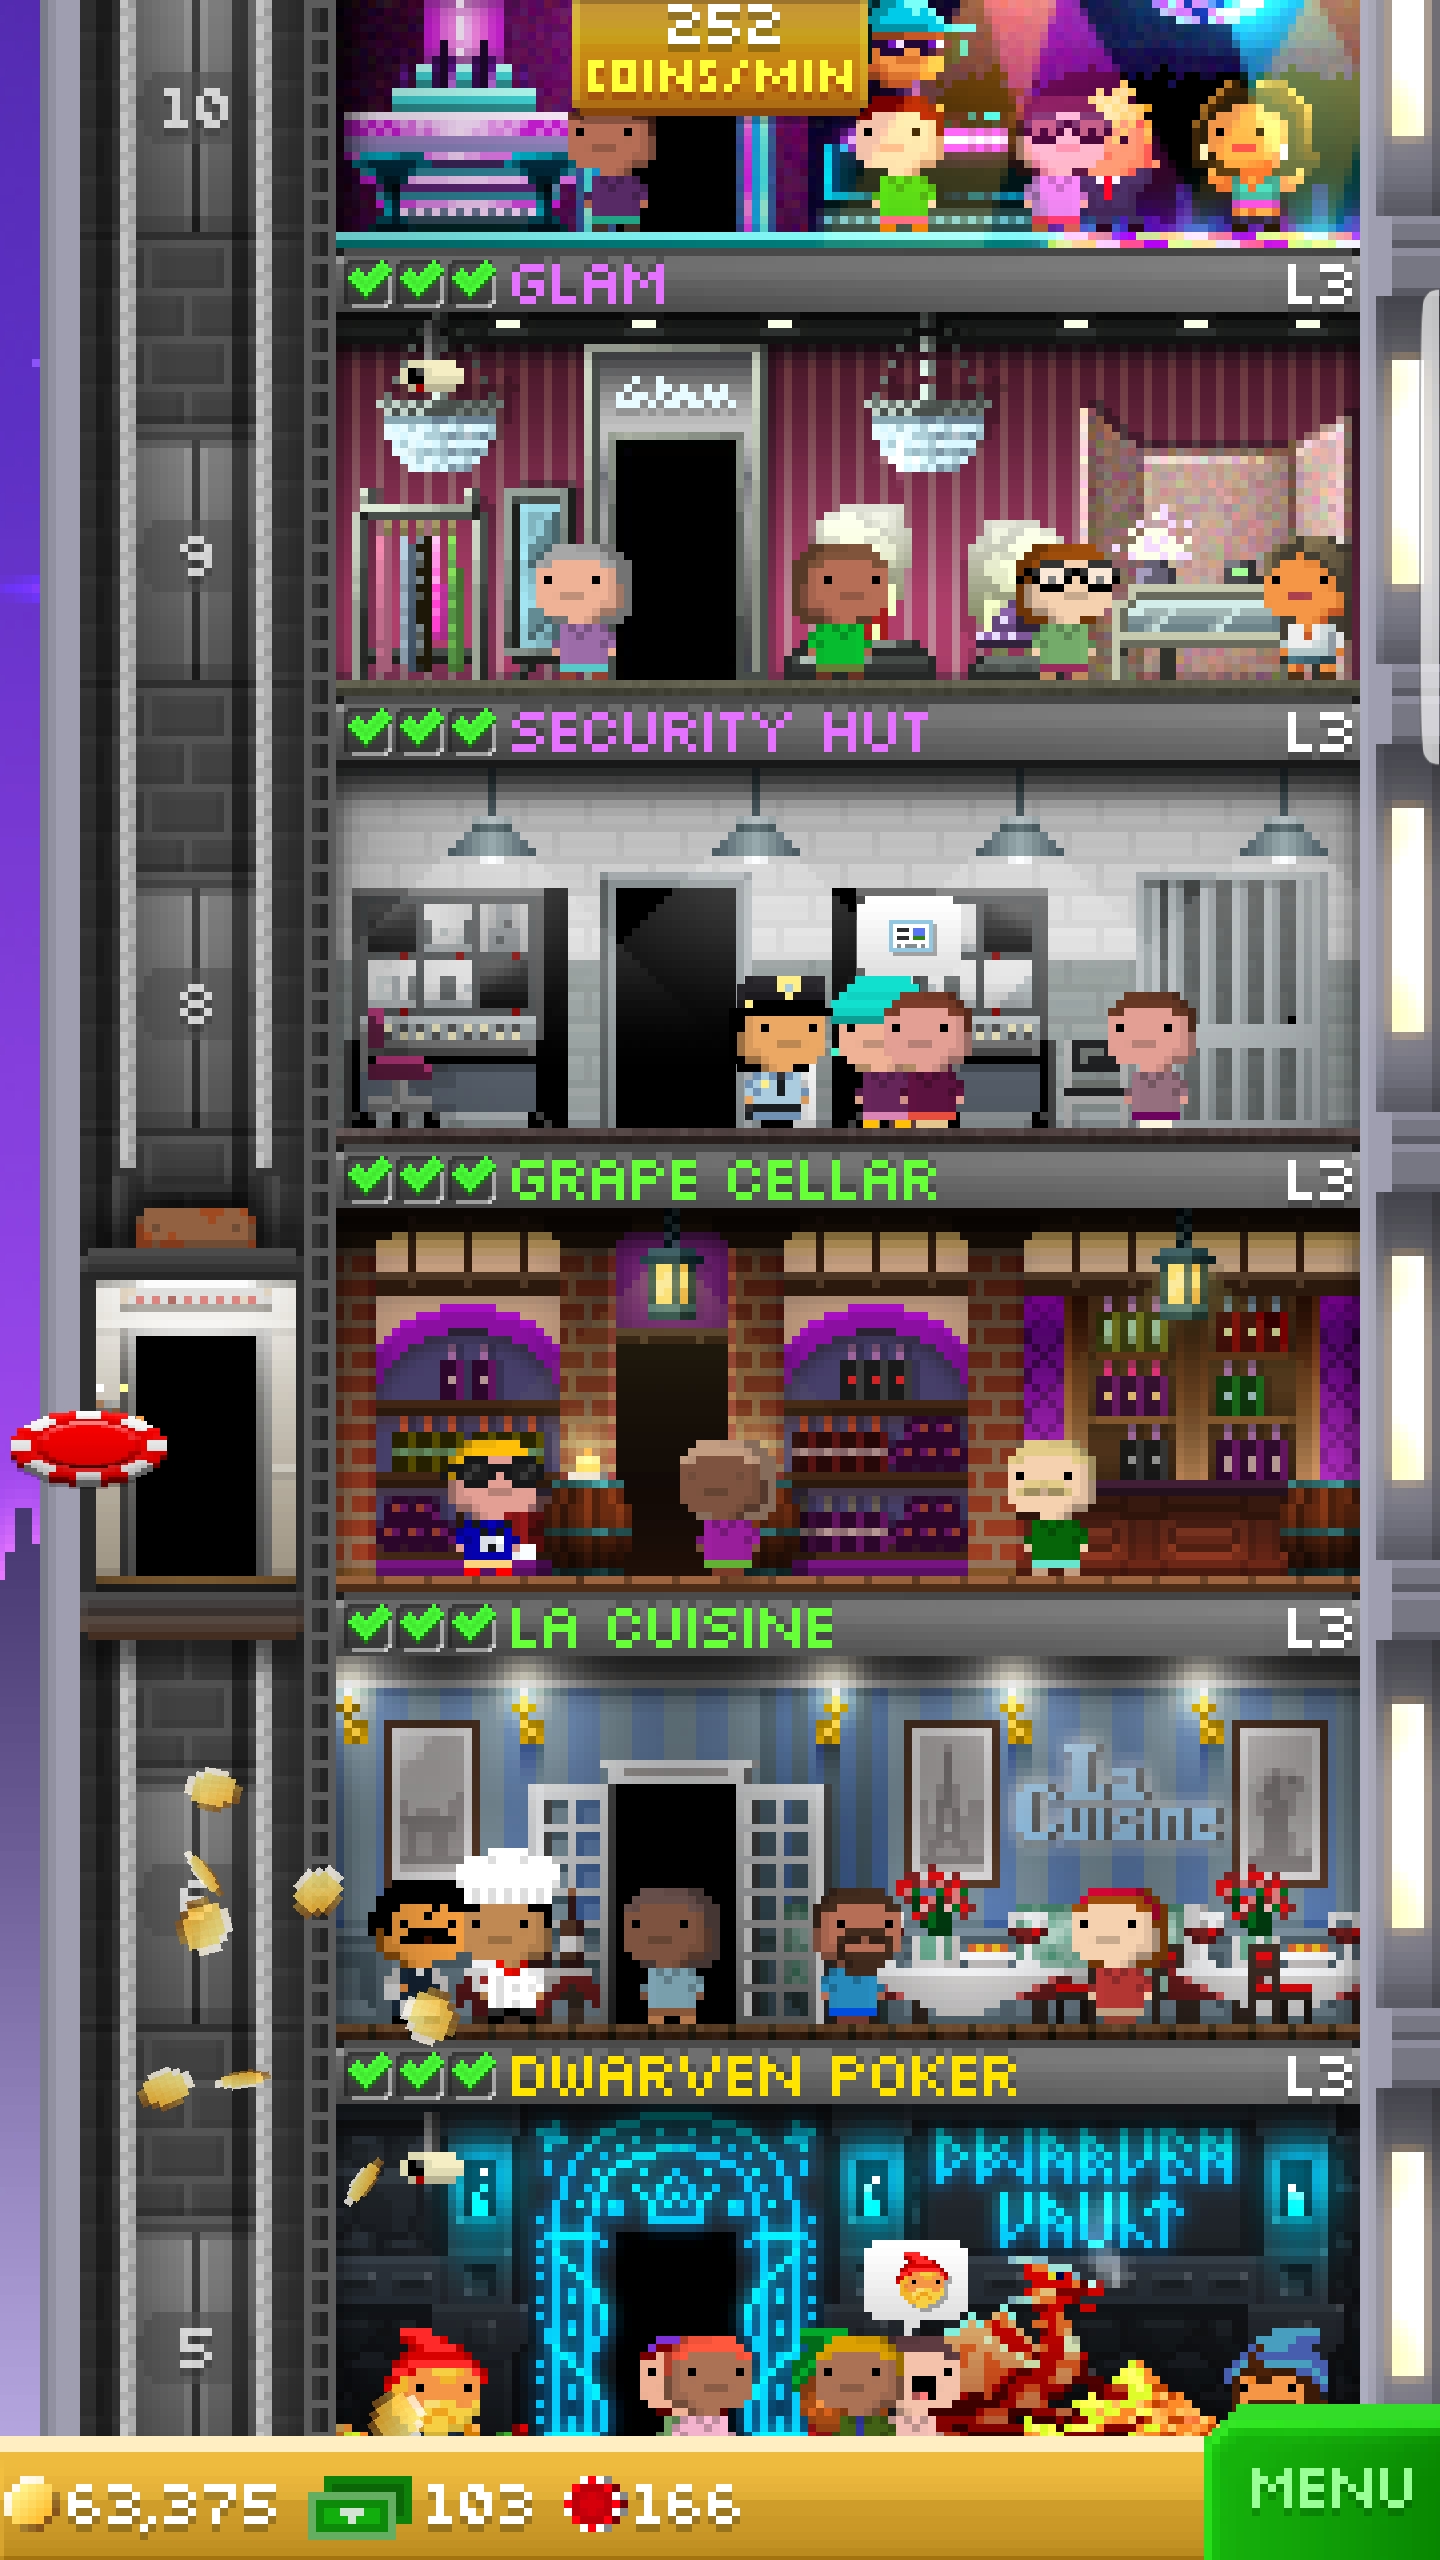 252
COINS/MIN
10
GLAM L3
Glam
9
SECURITY HUT L3
8
GRAPE CELLAR L3
LA CUISINE L3
La
Cuisine
DWARVEN POKER L3
DWARVEN
VAULT
5
63,375 103 166
MENU